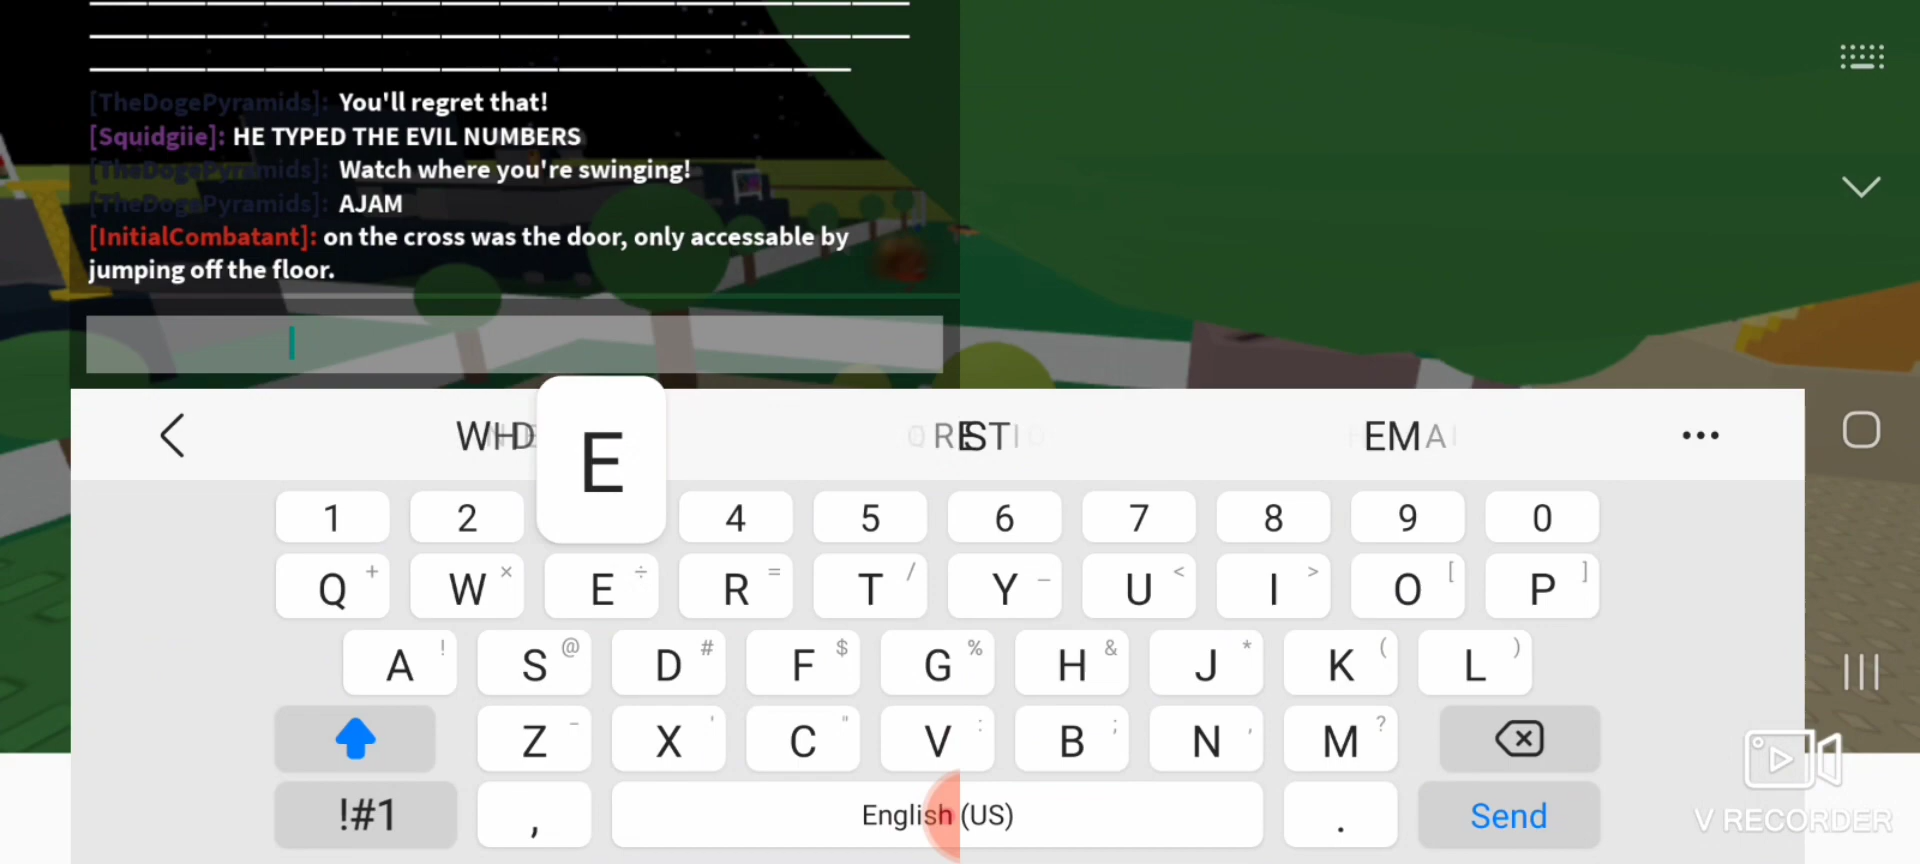 [TheDogePyramids]: You'll regret that!
[Squidgiie]: HE TYPED THE EVIL NUMBERS
[TheDogePyramids]: Watch where you're swinging!
[TheDogePyramids]: AJAM
[InitialCombatant]: on the cross was the door, only accessable by
jumping off the floor.
E
1 2 4 5 6 7 8 9 0
Q + W × E ÷ R = T / Y _ U < I > O [ P ]
A ! S @ D # F $ G % H & J * K ( L )
Z - X ' C " V : B ; N , M ?
!#1 , English (US) . Send
V RECORDER